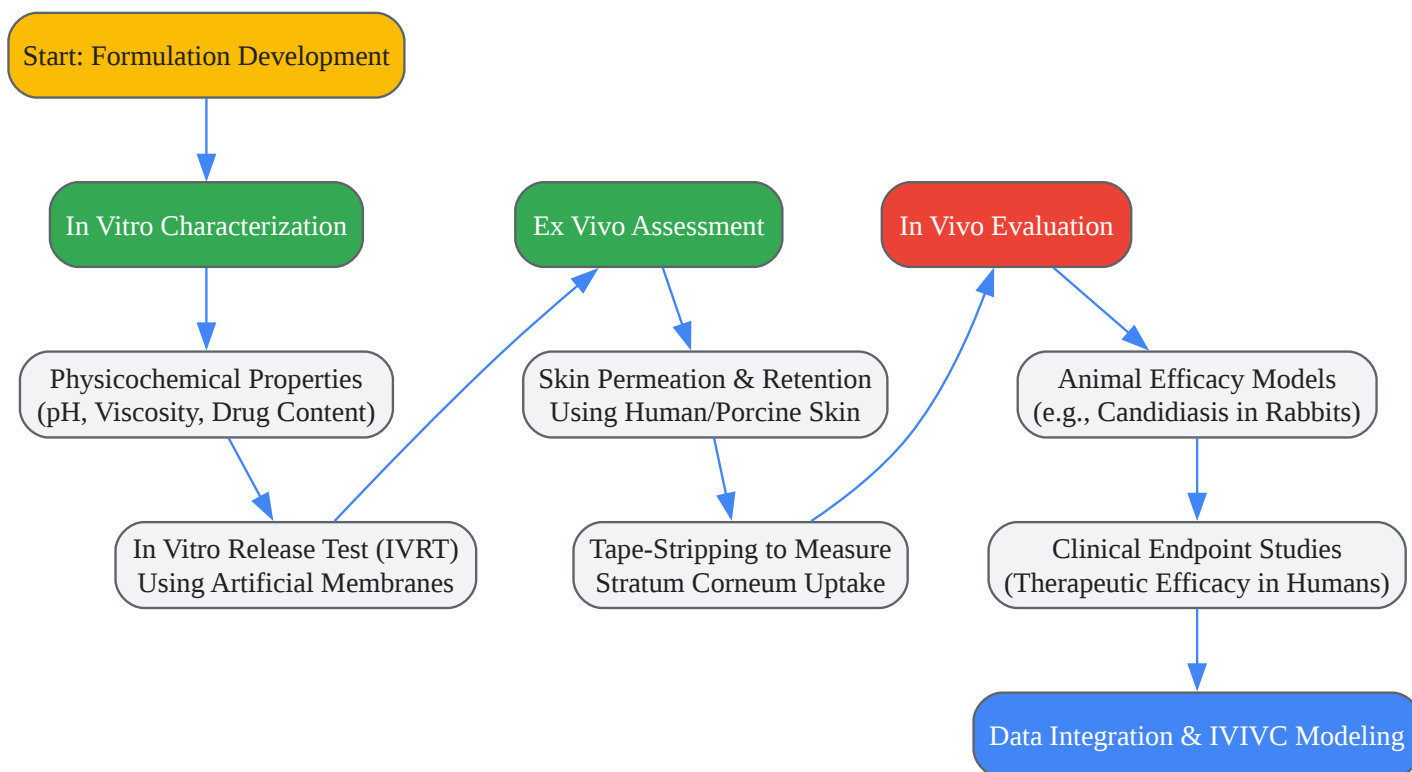 Start: Formulation Development
In Vitro Characterization
Physicochemical Properties
(pH, Viscosity, Drug Content)
In Vitro Release Test (IVRT)
Using Artificial Membranes
Ex Vivo Assessment
Skin Permeation & Retention
Using Human/Porcine Skin
Tape-Stripping to Measure
Stratum Corneum Uptake
In Vivo Evaluation
Animal Efficacy Models
(e.g., Candidiasis in Rabbits)
Clinical Endpoint Studies
(Therapeutic Efficacy in Humans)
Data Integration & IVIVC Modeling